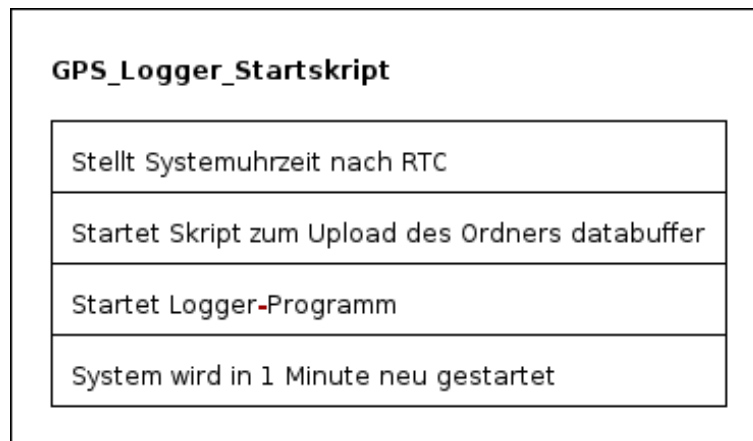 GPS_Logger_Startskript
Stellt Systemuhrzeit nach RTC
Startet Skript zum Upload des Ordners databuffer
Startet Logger-Programm
System wird in 1 Minute neu gestartet